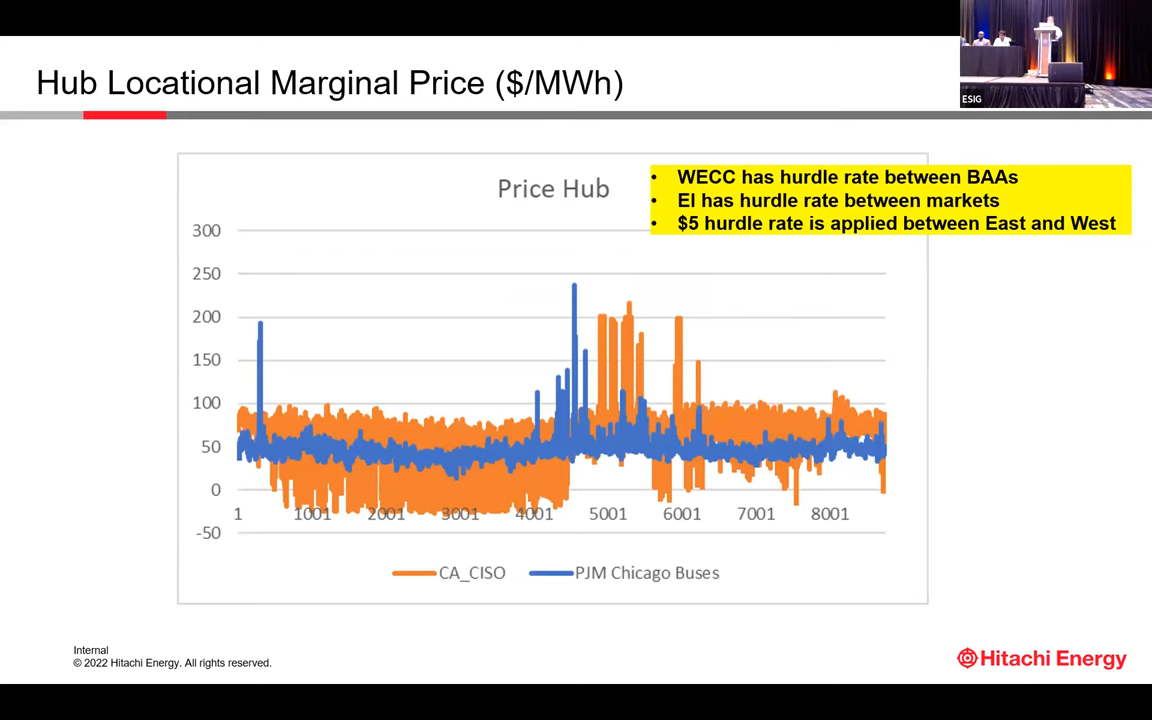 ESIG
Hub Locational Marginal Price ($/MWh)
Price Hub
• WECC has hurdle rate between BAAs
• EI has hurdle rate between markets
• $5 hurdle rate is applied between East and West
300
250
200
150
100
50
0
-50
1 1001 2001 3001 4001 5001 6001 7001 8001
CA_CISO PJM Chicago Buses
Internal
© 2022 Hitachi Energy. All rights reserved.
Hitachi Energy